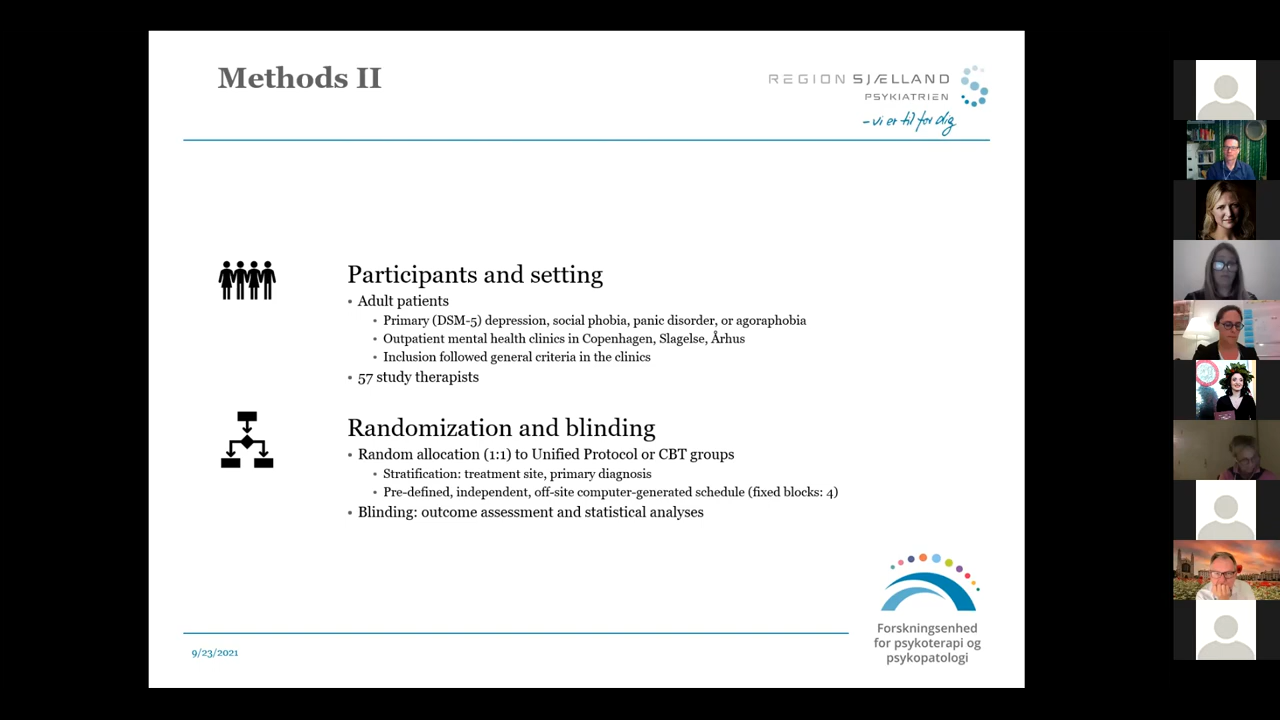 Methods II
REGION SJÆLLAND
PSYKIATRIEN
- vi er til for dig
Participants and setting
• Adult patients
• Primary (DSM-5) depression, social phobia, panic disorder, or agoraphobia
• Outpatient mental health clinics in Copenhagen, Slagelse, Århus
• Inclusion followed general criteria in the clinics
• 57 study therapists
Randomization and blinding
• Random allocation (1:1) to Unified Protocol or CBT groups
• Stratification: treatment site, primary diagnosis
• Pre-defined, independent, off-site computer-generated schedule (fixed blocks: 4)
• Blinding: outcome assessment and statistical analyses
Forskningsenhed
for psykoterapi og
psykopatologi
9/23/2021